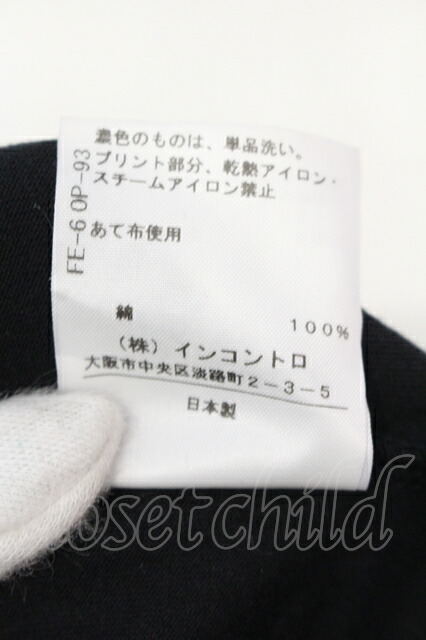 濃色のものは、単品洗い。
プリント部分、乾熱アイロン・
スチームアイロン禁止
あて布使用
綿 100%
(株) インコントロ
大阪市中央区淡路町2-3-5
日本製
FE-6 OP-93
closetchild